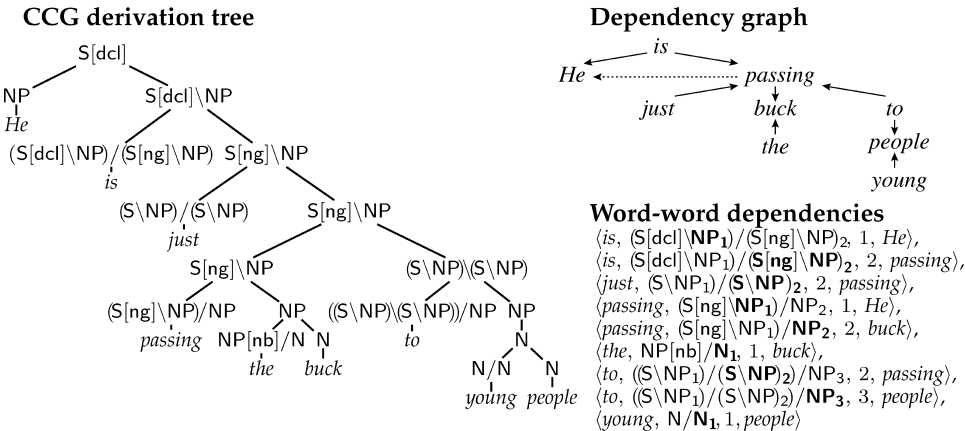 CCG derivation tree
S[dcl]
NP S[dcl]\NP
He
(S[dcl]\NP)/(S[ng]\NP) S[ng]\NP
is
(S\NP)/(S\NP) S[ng]\NP
just
S[ng]\NP (S\NP)\(S\NP)
(S[ng]\NP)/NP NP ((S\NP)\(S\NP))/NP NP
passing NP[nb]/N N to N
the buck N/N N
young people
Dependency graph
is
He passing
just buck to
the people
young
Word-word dependencies
⟨is, (S[dcl]\NP₁)/(S[ng]\NP)₂, 1, He⟩,
⟨is, (S[dcl]\NP₁)/(S[ng]\NP)₂, 2, passing⟩,
⟨just, (S\NP₁)/(S\NP)₂, 2, passing⟩,
⟨passing, (S[ng]\NP₁)/NP₂, 1, He⟩,
⟨passing, (S[ng]\NP₁)/NP₂, 2, buck⟩,
⟨the, NP[nb]/N₁, 1, buck⟩,
⟨to, ((S\NP₁)/(S\NP)₂)/NP₃, 2, passing⟩,
⟨to, ((S\NP₁)/(S\NP)₂)/NP₃, 3, people⟩,
⟨young, N/N₁, 1, people⟩